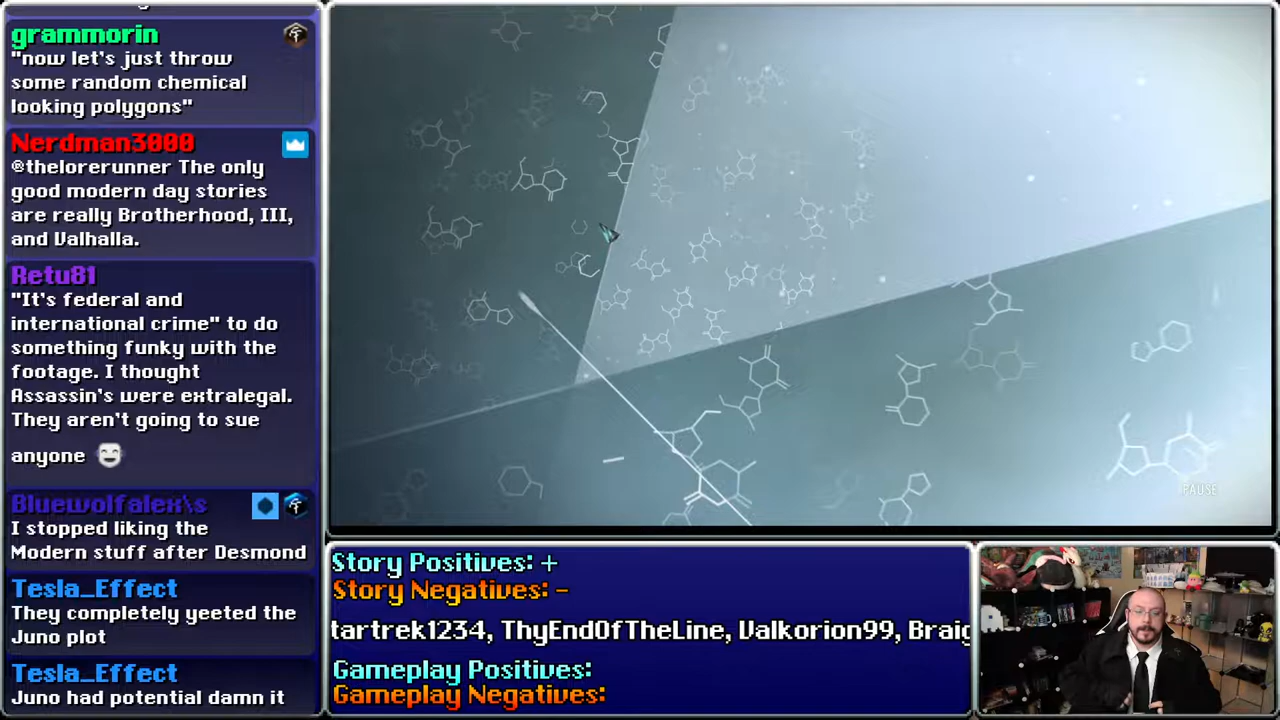 grammorin
"now let's just throw
some random chemical
looking polygons"
Nerdman3000
@thelorerunner The only
good modern day stories
are really Brotherhood, III,
and Valhalla.
Retu81
"It's federal and
international crime" to do
something funky with the
footage. I thought
Assassin's were extralegal.
They aren't going to sue
anyone
Bluewolfalex\s
I stopped liking the
Modern stuff after Desmond
Tesla_Effect
They completely yeeted the
Juno plot
Tesla_Effect
Juno had potential damn it
PAUSE
Story Positives: +
Story Negatives: -
tartrek1234, ThyEndOfTheLine, Valkorion99, Braig
Gameplay Positives:
Gameplay Negatives: